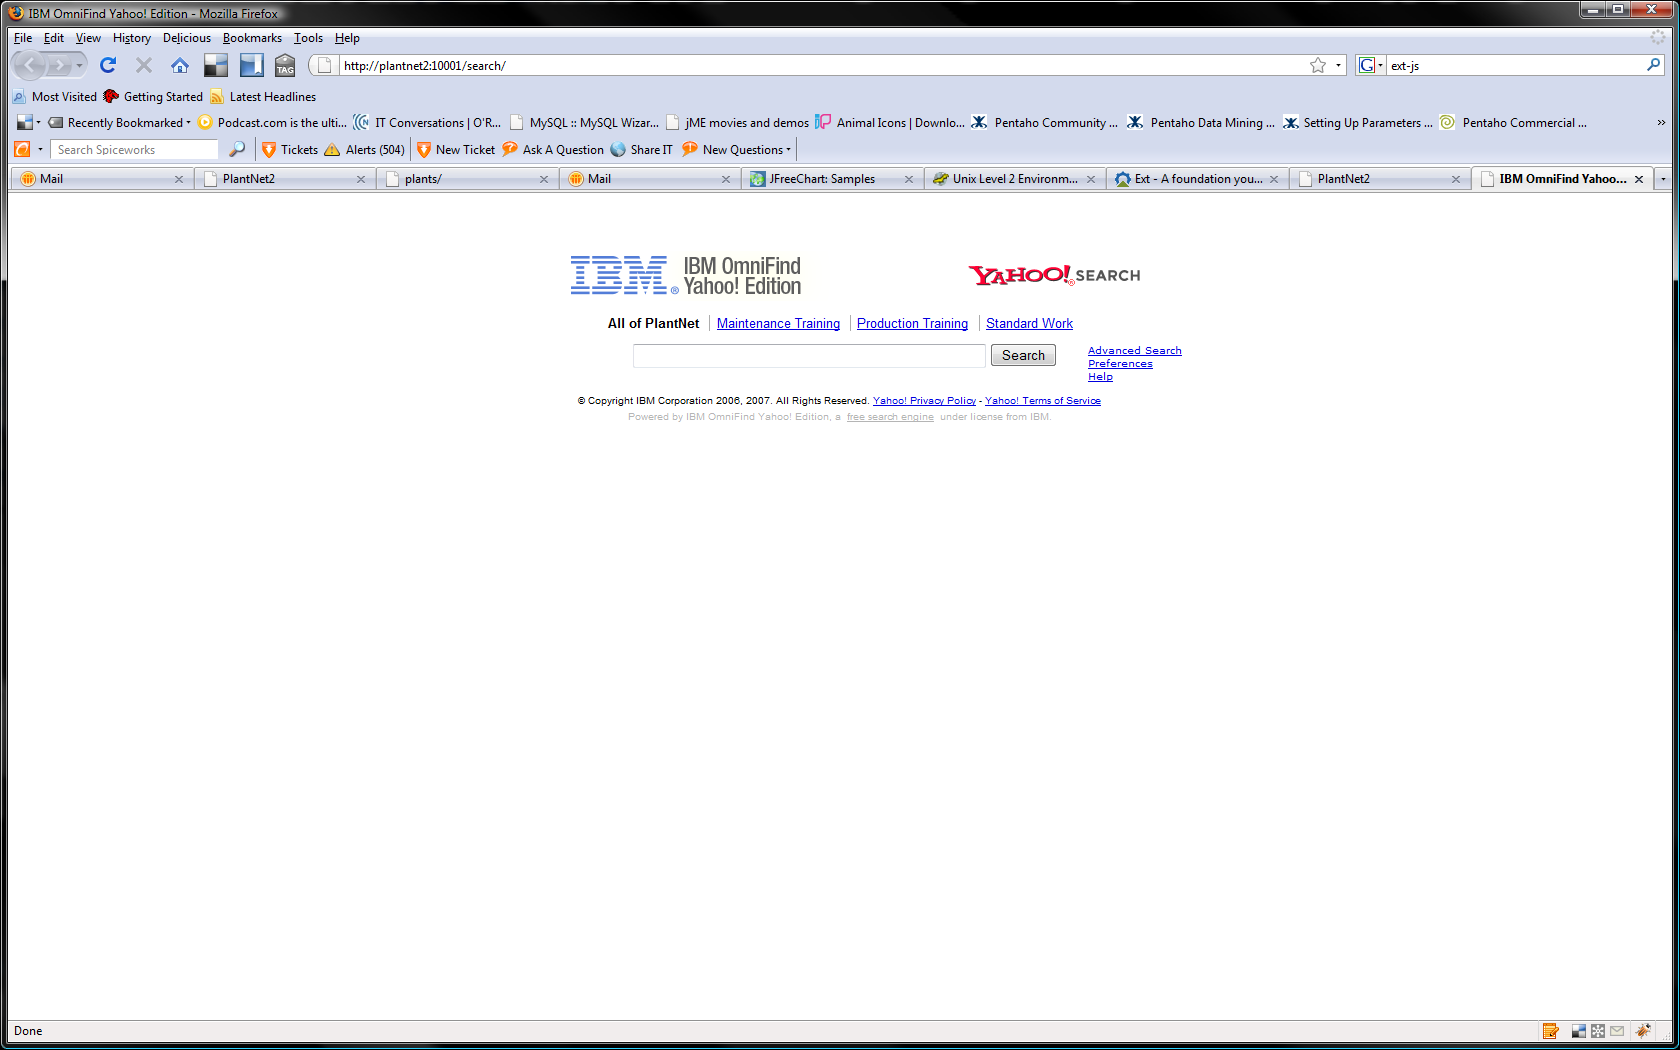 IBM OmniFind Yahoo! Edition - Mozilla Firefox
File Edit View History Delicious Bookmarks Tools Help
TAG http://plantnet2:10001/search/ G ext-js
Most Visited Getting Started Latest Headlines
Recently Bookmarked Podcast.com is the ulti... IT Conversations | O'R... MySQL :: MySQL Wizar... jME movies and demos Animal Icons | Downlo... Pentaho Community ... Pentaho Data Mining ... Setting Up Parameters ... Pentaho Commercial ... »
Search Spiceworks Tickets Alerts (504) New Ticket Ask A Question Share IT New Questions
Mail PlantNet2 plants/ Mail JFreeChart: Samples Unix Level 2 Environm... Ext - A foundation you... PlantNet2 IBM OmniFind Yahoo...
IBM® IBM OmniFind
Yahoo! Edition
YAHOO!® SEARCH
All of PlantNet Maintenance Training Production Training Standard Work
Search
Advanced Search
Preferences
Help
© Copyright IBM Corporation 2006, 2007. All Rights Reserved. Yahoo! Privacy Policy - Yahoo! Terms of Service
Powered by IBM OmniFind Yahoo! Edition, a free search engine under license from IBM.
Done